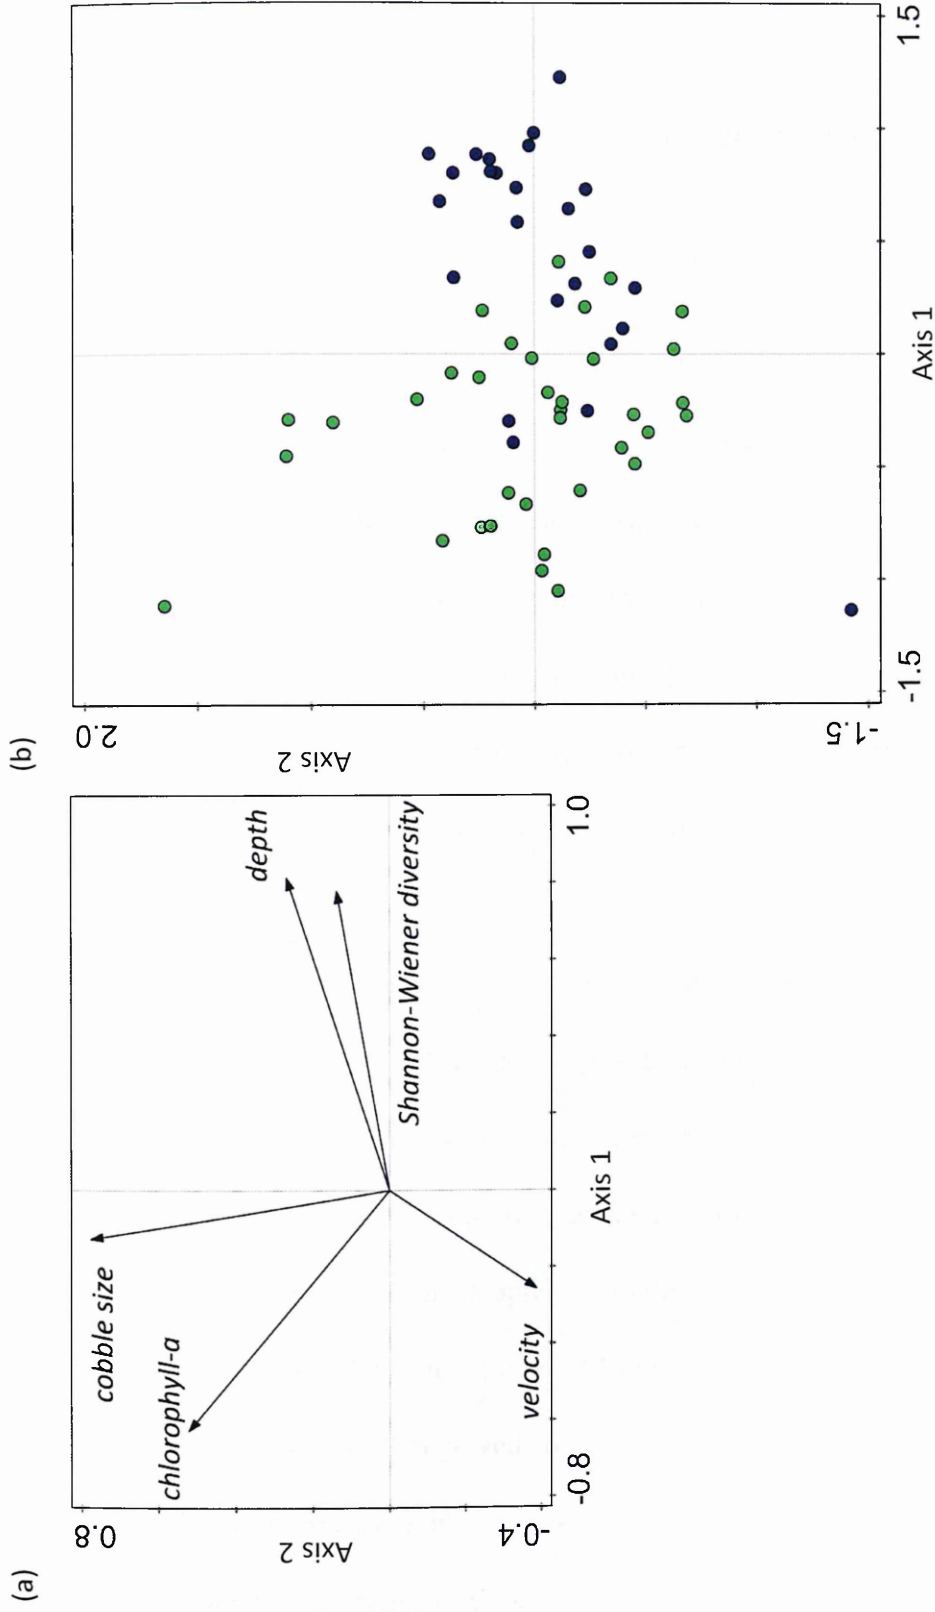 (a)
0.8
Axis 2
-0.4
cobble size
chlorophyll-a
velocity
depth
Shannon-Wiener diversity
-0.8
Axis 1
1.0
(b)
2.0
Axis 2
-1.5
-1.5
Axis 1
1.5